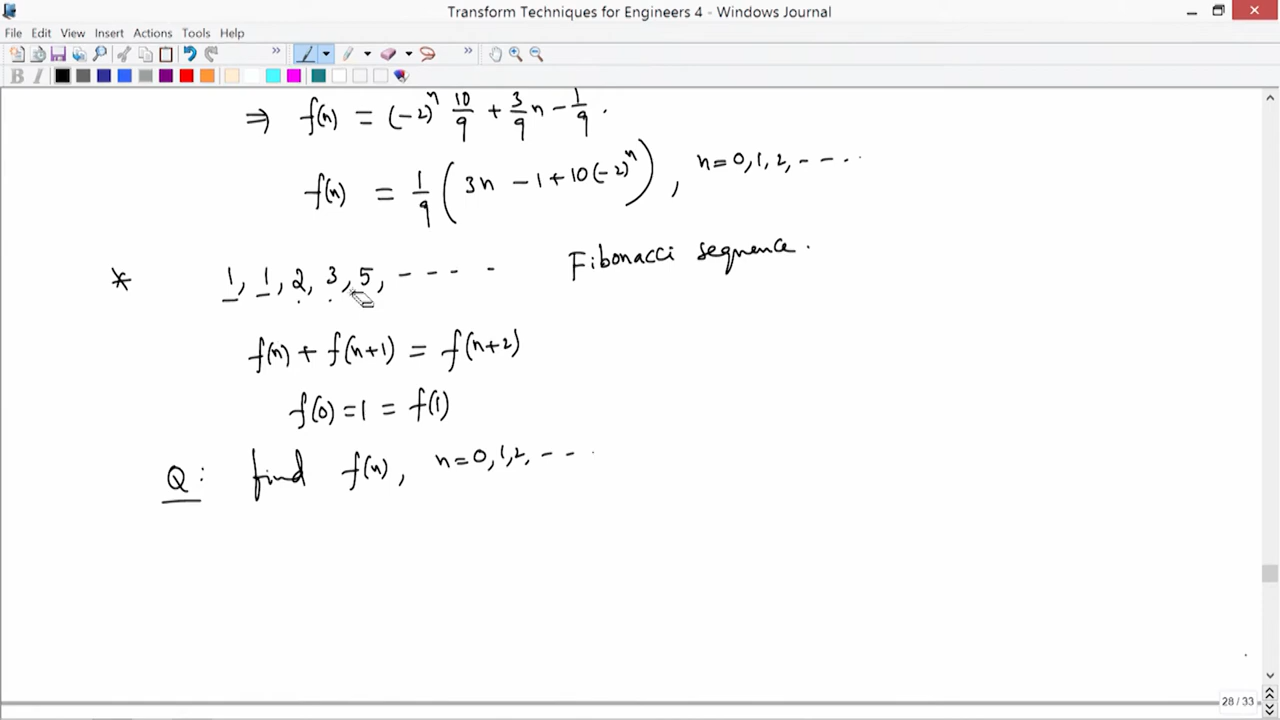 Transform Techniques for Engineers 4 - Windows Journal
File Edit View Insert Actions Tools Help
⇒ f(n) = (-2)^n 10/9 + 3/9 n - 1/9 .
f(n) = 1/9 ( 3n - 1 + 10(-2)^n ) , n = 0, 1, 2, - - - - .
* 1, 1, 2, 3, 5, - - - - Fibonacci sequence .
f(n) + f(n+1) = f(n+2)
f(0) = 1 = f(1)
Q : find f(n), n = 0, 1, 2, - - .
28 / 33